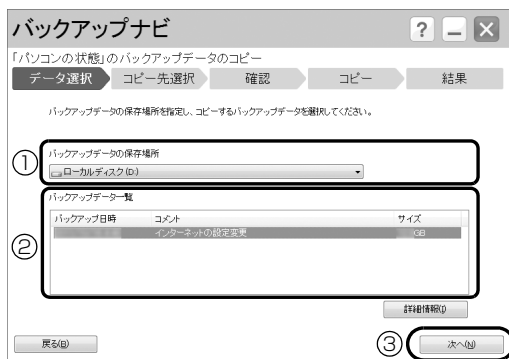 バックアップナビ
?
「パソコンの状態」のバックアップデータのコピー
データ選択 コピー先選択 確認 コピー 結果
バックアップデータの保存場所を指定し、コピーするバックアップデータを選択してください。
① バックアップデータの保存場所
ローカルディスク(D:)
② バックアップデータ一覧
バックアップ日時 コメント サイズ
インターネットの設定変更 GB
詳細情報(I)
戻る(B) ③ 次へ(N)